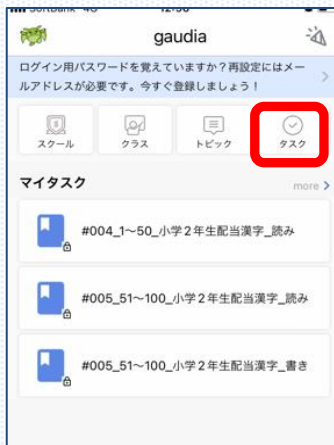 gaudia
ログイン用パスワードを覚えていますか？再設定にはメー
ルアドレスが必要です。今すぐ登録しましょう！
スクール
クラス
トピック
タスク
マイタスク
more >
#004_1〜50_小学2年生配当漢字_読み
#005_51〜100_小学2年生配当漢字_読み
#005_51〜100_小学2年生配当漢字_書き